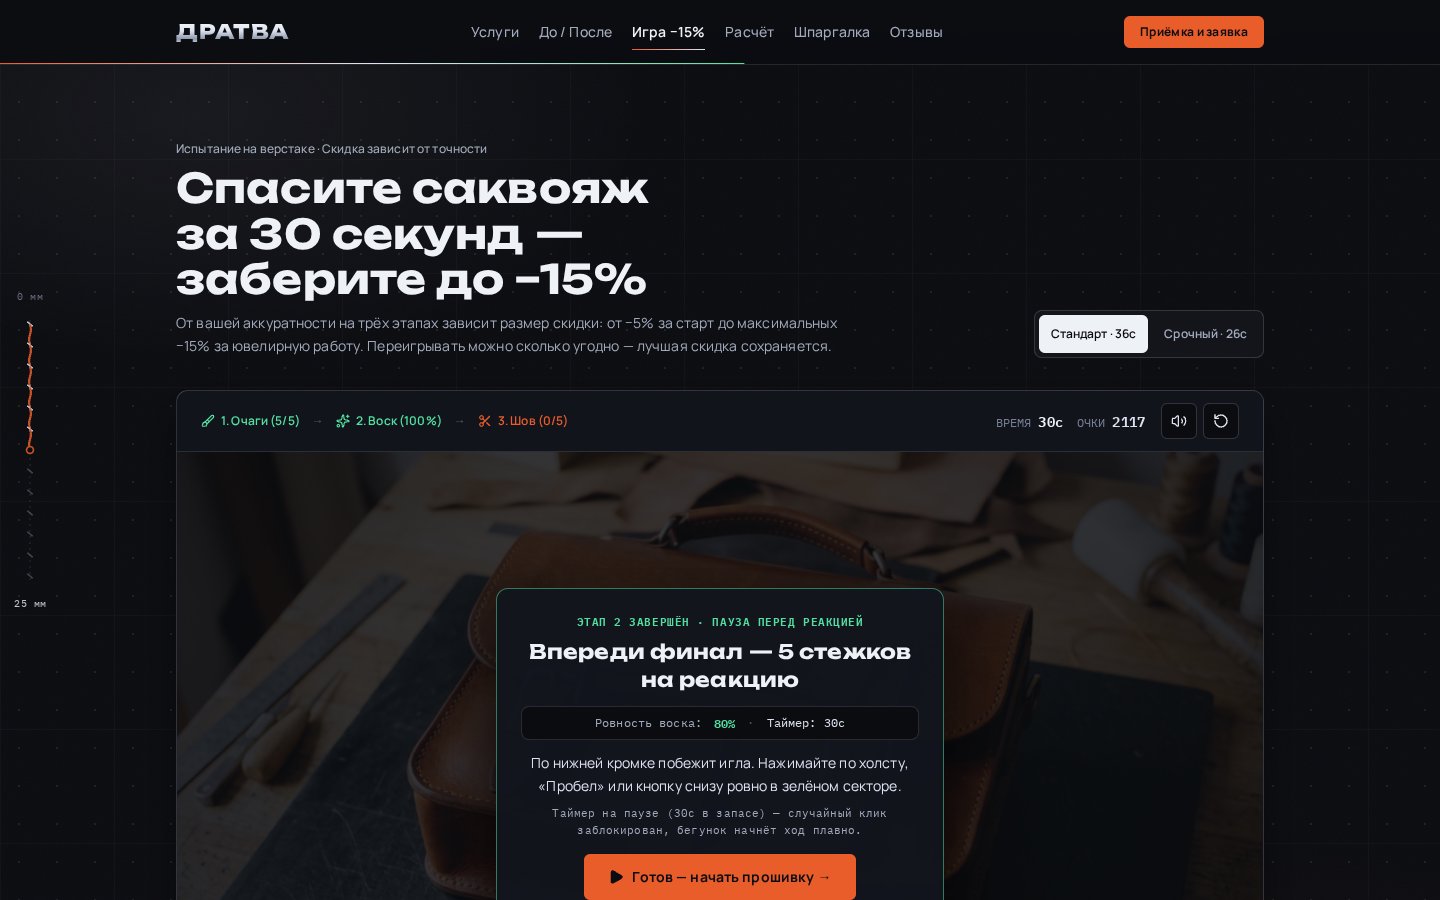 ДРАТВА
Услуги
До / После
Игра −15%
Расчёт
Шпаргалка
Отзывы
Приёмка и заявка
Испытание на верстаке · Скидка зависит от точности
Спасите саквояж
за 30 секунд —
заберите до −15%
От вашей аккуратности на трёх этапах зависит размер скидки: от −5% за старт до максимальных
−15% за ювелирную работу. Переигрывать можно сколько угодно — лучшая скидка сохраняется.
Стандарт · 36с
Срочный · 26с
0 мм
25 мм
1. Очаги (5/5) → 2. Воск (100%) → 3. Шов (0/5)
ВРЕМЯ 30с ОЧКИ 2117
ЭТАП 2 ЗАВЕРШЁН · ПАУЗА ПЕРЕД РЕАКЦИЕЙ
Впереди финал — 5 стежков
на реакцию
Ровность воска: 80% · Таймер: 30с
По нижней кромке побежит игла. Нажимайте по холсту,
«Пробел» или кнопку снизу ровно в зелёном секторе.
Таймер на паузе (30с в запасе) — случайный клик
заблокирован, бегунок начнёт ход плавно.
Готов — начать прошивку →